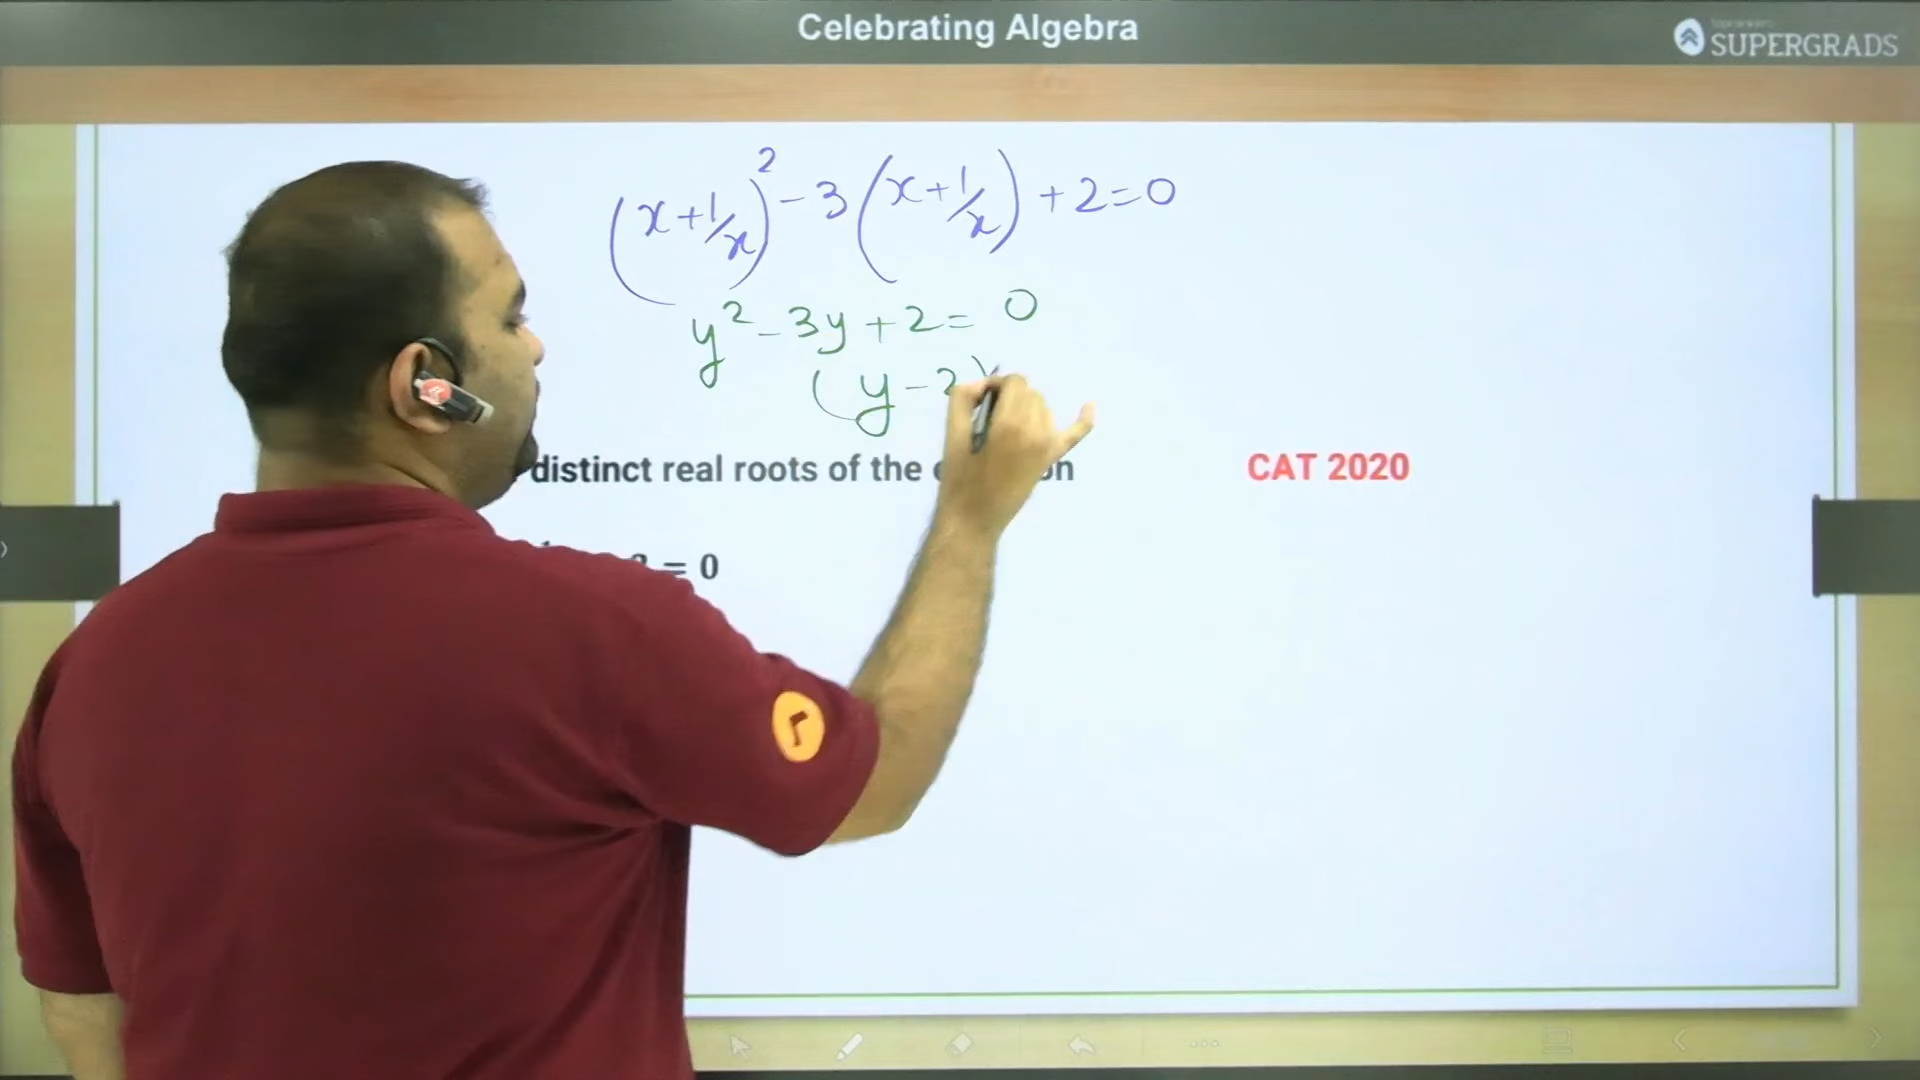 Celebrating Algebra
SUPERGRADS
(x+1/x)² - 3(x+1/x) + 2 = 0
y² - 3y + 2 = 0
(y - 2)
distinct real roots of the
CAT 2020
= 0